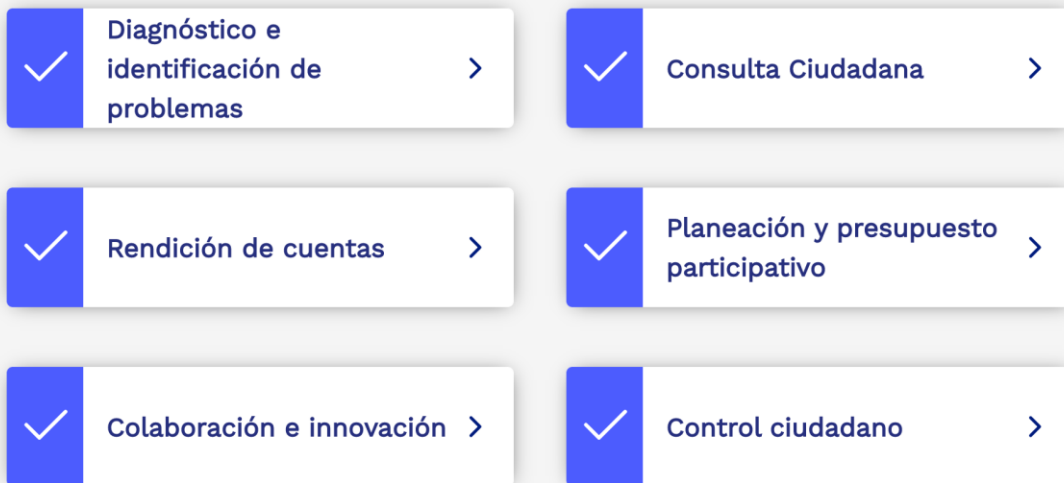 Diagnóstico e
identificación de
problemas
Consulta Ciudadana
Rendición de cuentas
Planeación y presupuesto
participativo
Colaboración e innovación
Control ciudadano